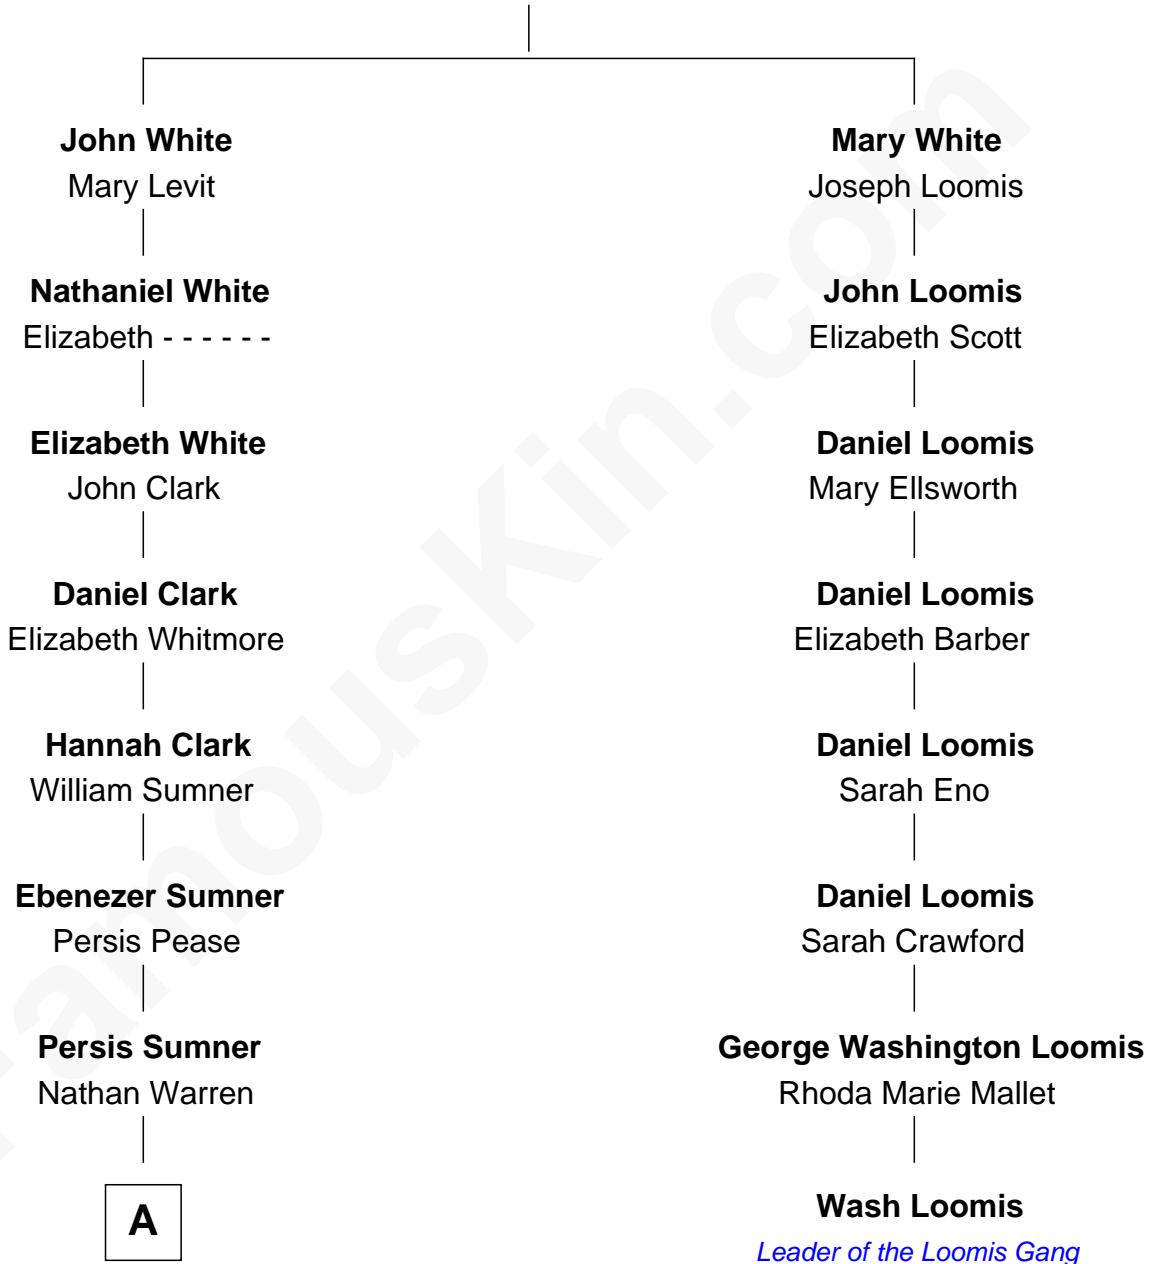 John White
Mary Levit
Nathaniel White
Elizabeth - - - - - -
Elizabeth White
John Clark
Daniel Clark
Elizabeth Whitmore
Hannah Clark
William Sumner
Ebenezer Sumner
Persis Pease
Persis Sumner
Nathan Warren
A
Mary White
Joseph Loomis
John Loomis
Elizabeth Scott
Daniel Loomis
Mary Ellsworth
Daniel Loomis
Elizabeth Barber
Daniel Loomis
Sarah Eno
Daniel Loomis
Sarah Crawford
George Washington Loomis
Rhoda Marie Mallet
Wash Loomis
Leader of the Loomis Gang
FamousKin.com